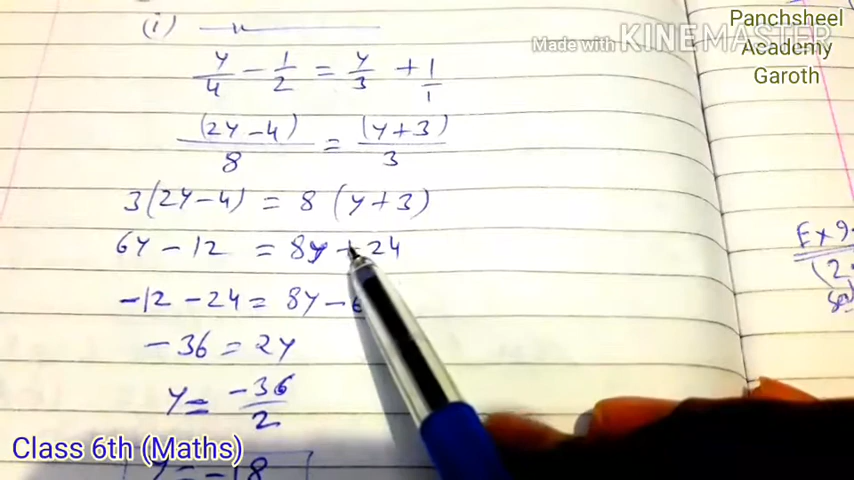 (i)
y/4 - 1/2 = y/3 + 1/1
(2y-4)/8 = (y+3)/3
3(2y-4) = 8(y+3)
6y - 12 = 8y + 24
-12 - 24 = 8y - 6
-36 = 2y
y = -36/2
y = -18
Made with KINEMASTER
Panchsheel
Academy
Garoth
Ex 9.
(2.
Class 6th (Maths)